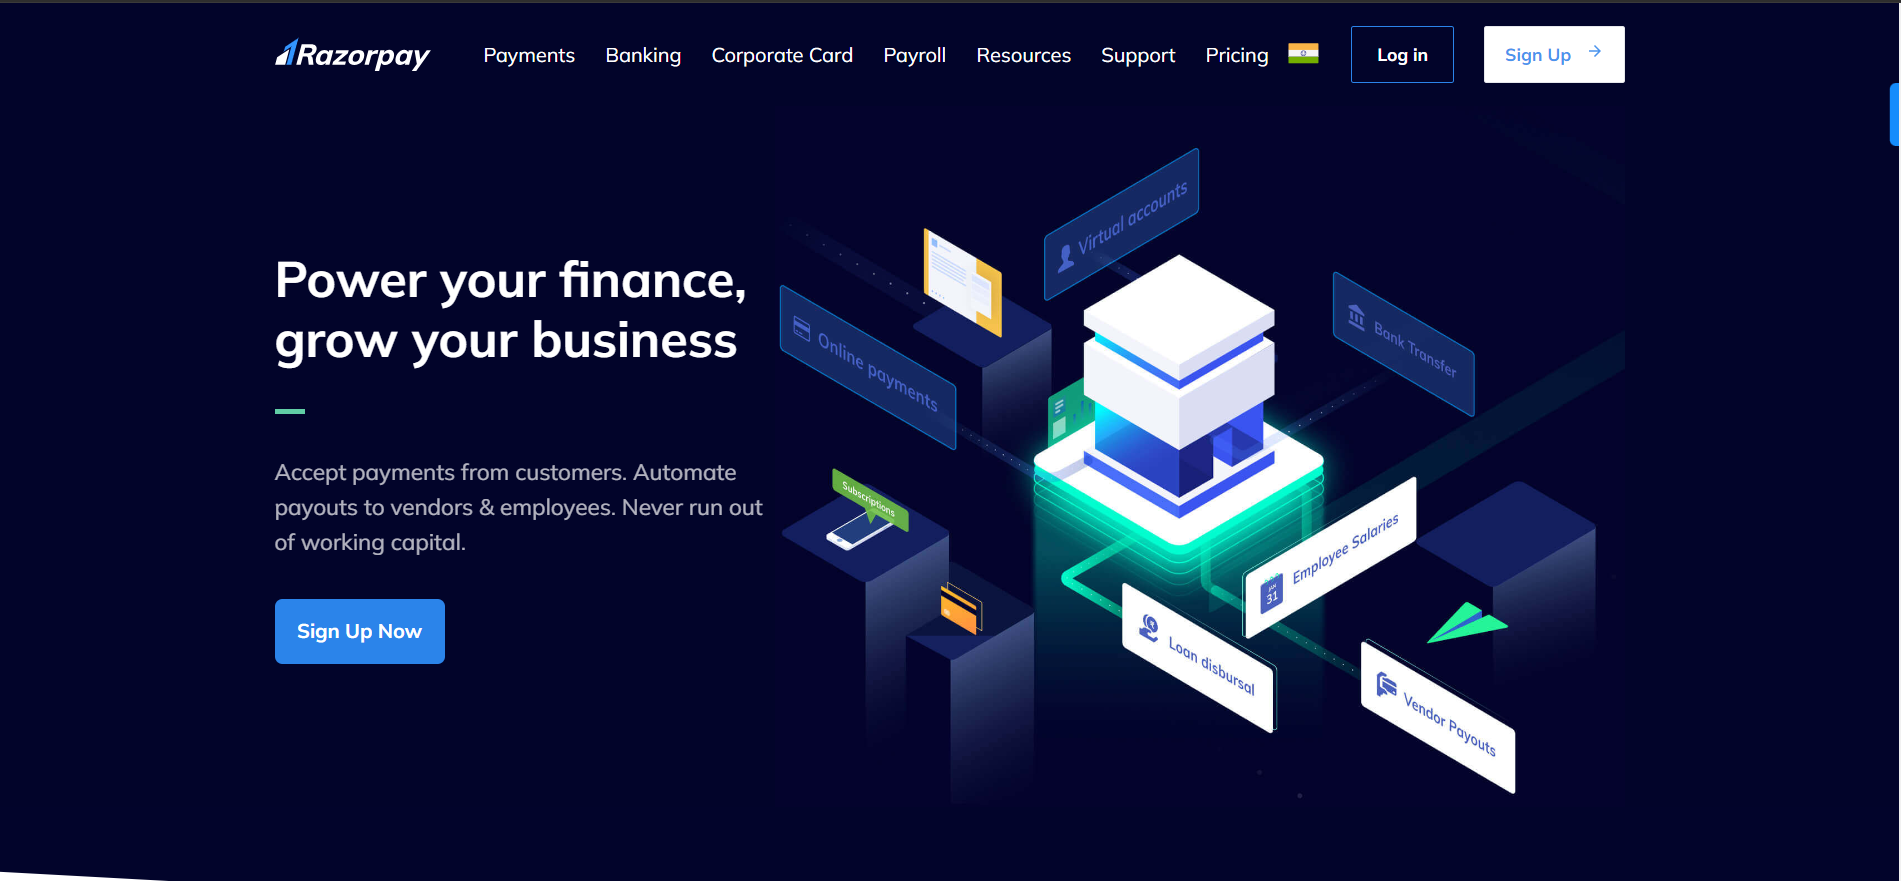 Razorpay
Payments
Banking
Corporate Card
Payroll
Resources
Support
Pricing
Log in
Sign Up
Power your finance,
grow your business
Accept payments from customers. Automate
payouts to vendors & employees. Never run out
of working capital.
Sign Up Now
Virtual accounts
Online payments
Bank Transfer
Subscriptions
Employee Salaries
JAN
31
Loan disbursal
Vendor Payouts